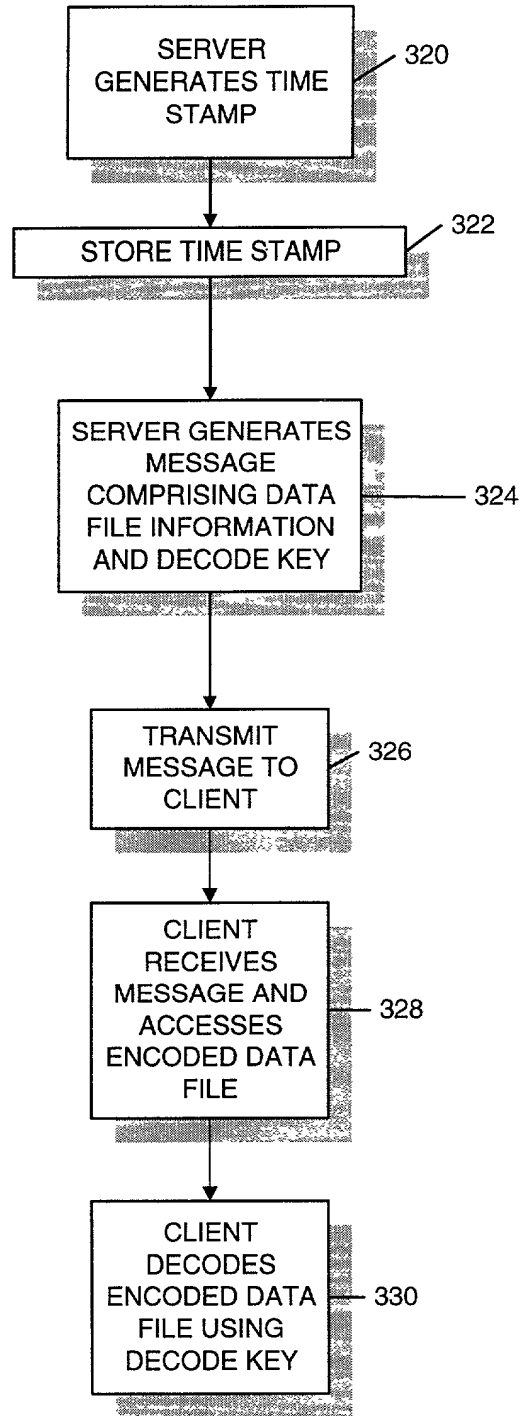 SERVER
GENERATES TIME
STAMP
320
STORE TIME STAMP
322
SERVER GENERATES
MESSAGE
COMPRISING DATA
FILE INFORMATION
AND DECODE KEY
324
TRANSMIT
MESSAGE TO
CLIENT
326
CLIENT
RECEIVES
MESSAGE AND
ACCESSES
ENCODED DATA
FILE
328
CLIENT
DECODES
ENCODED DATA
FILE USING
DECODE KEY
330